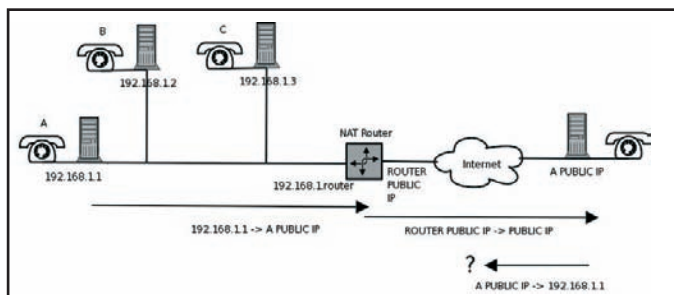 B
C
192.168.1.2
192.168.1.3
A
NAT Router
Internet
192.168.1.1
192.168.1.router
ROUTER
PUBLIC
IP
A PUBLIC IP
192.168.1.1 -> A PUBLIC IP
ROUTER PUBLIC IP -> PUBLIC IP
?
A PUBLIC IP -> 192.168.1.1